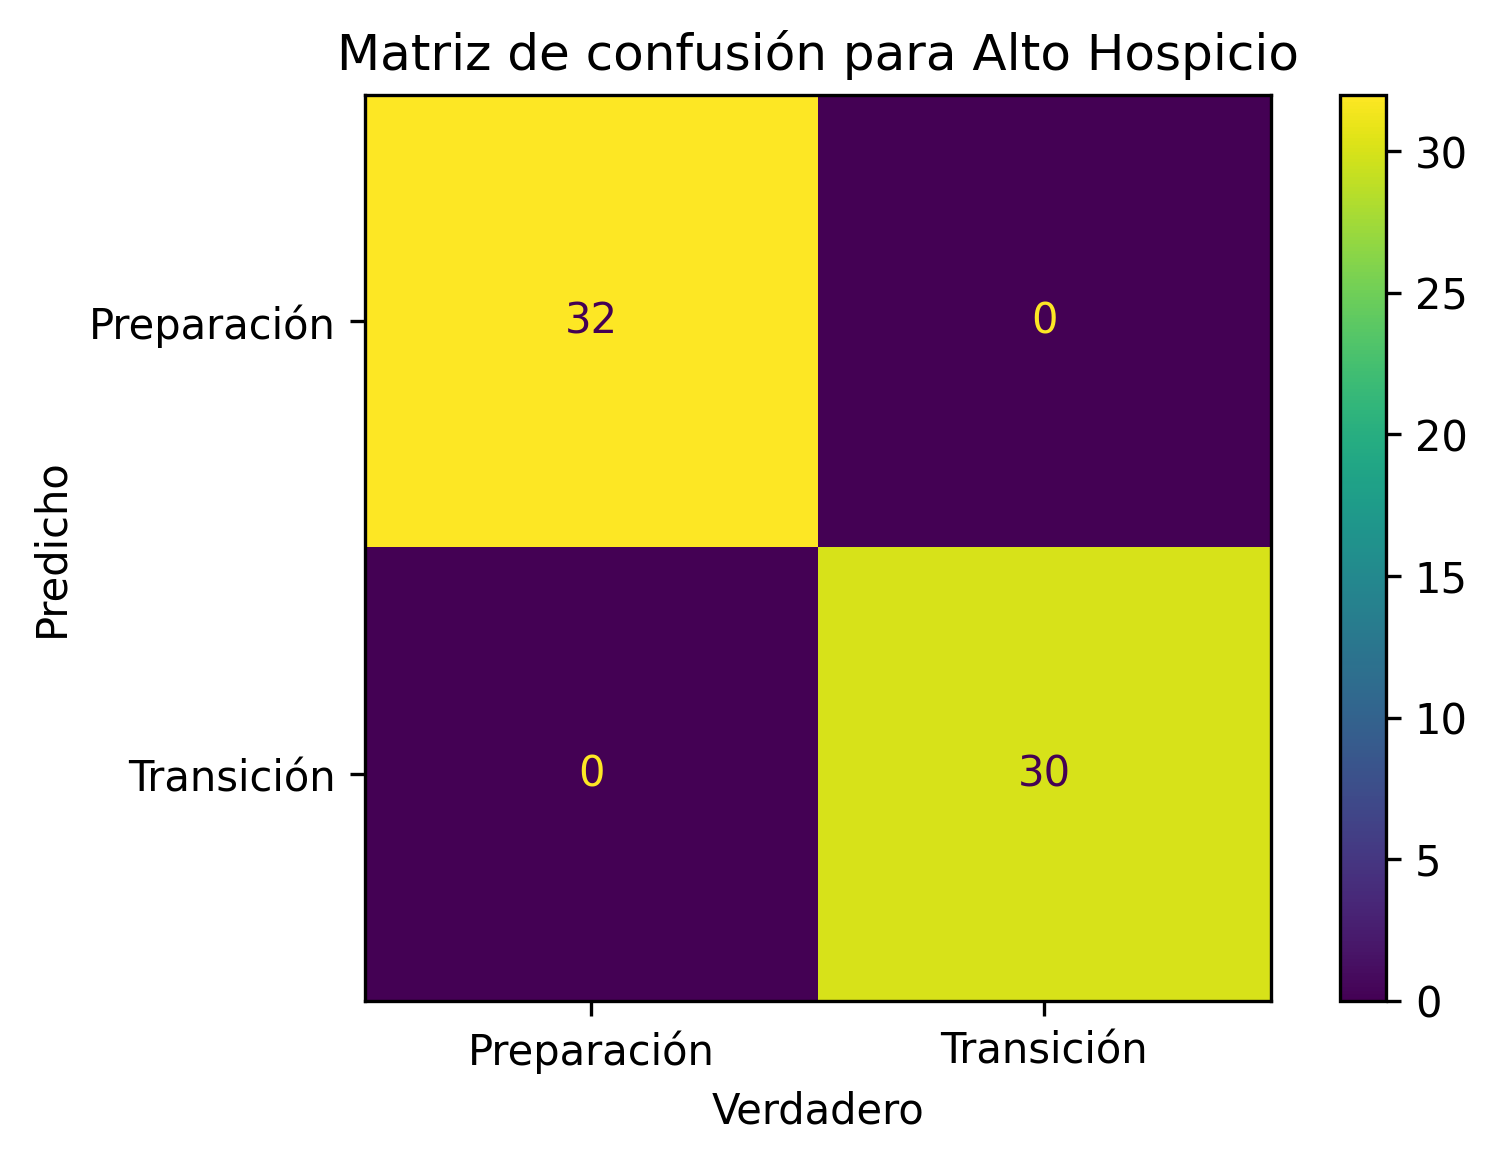 Matriz de confusión para Alto Hospicio
Predicho
Preparación
32
0
Transición
0
30
Preparación
Transición
Verdadero
30
25
20
15
10
5
0